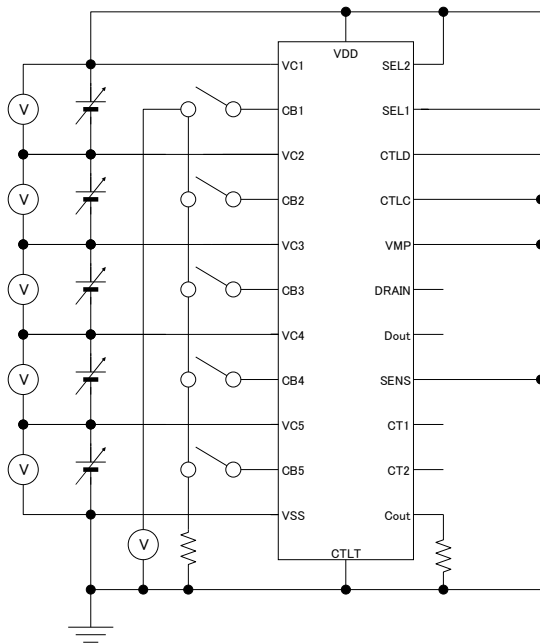 VDD
VC1
CB1
VC2
CB2
VC3
CB3
VC4
CB4
VC5
CB5
VSS
SEL2
SEL1
CTLD
CTLC
VMP
DRAIN
Dout
SENS
CT1
CT2
Cout
CTLT
V
V
V
V
V
V